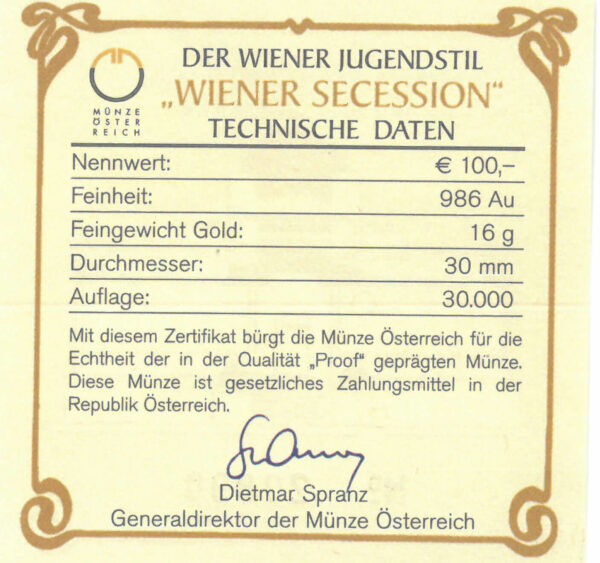 MÜNZE
ÖSTER
REICH
DER WIENER JUGENDSTIL
„WIENER SECESSION“
TECHNISCHE DATEN
Nennwert: € 100,–
Feinheit: 986 Au
Feingewicht Gold: 16 g
Durchmesser: 30 mm
Auflage: 30.000
Mit diesem Zertifikat bürgt die Münze Österreich für die
Echtheit der in der Qualität „Proof“ geprägten Münze.
Diese Münze ist gesetzliches Zahlungsmittel in der
Republik Österreich.
Dietmar Spranz
Generaldirektor der Münze Österreich